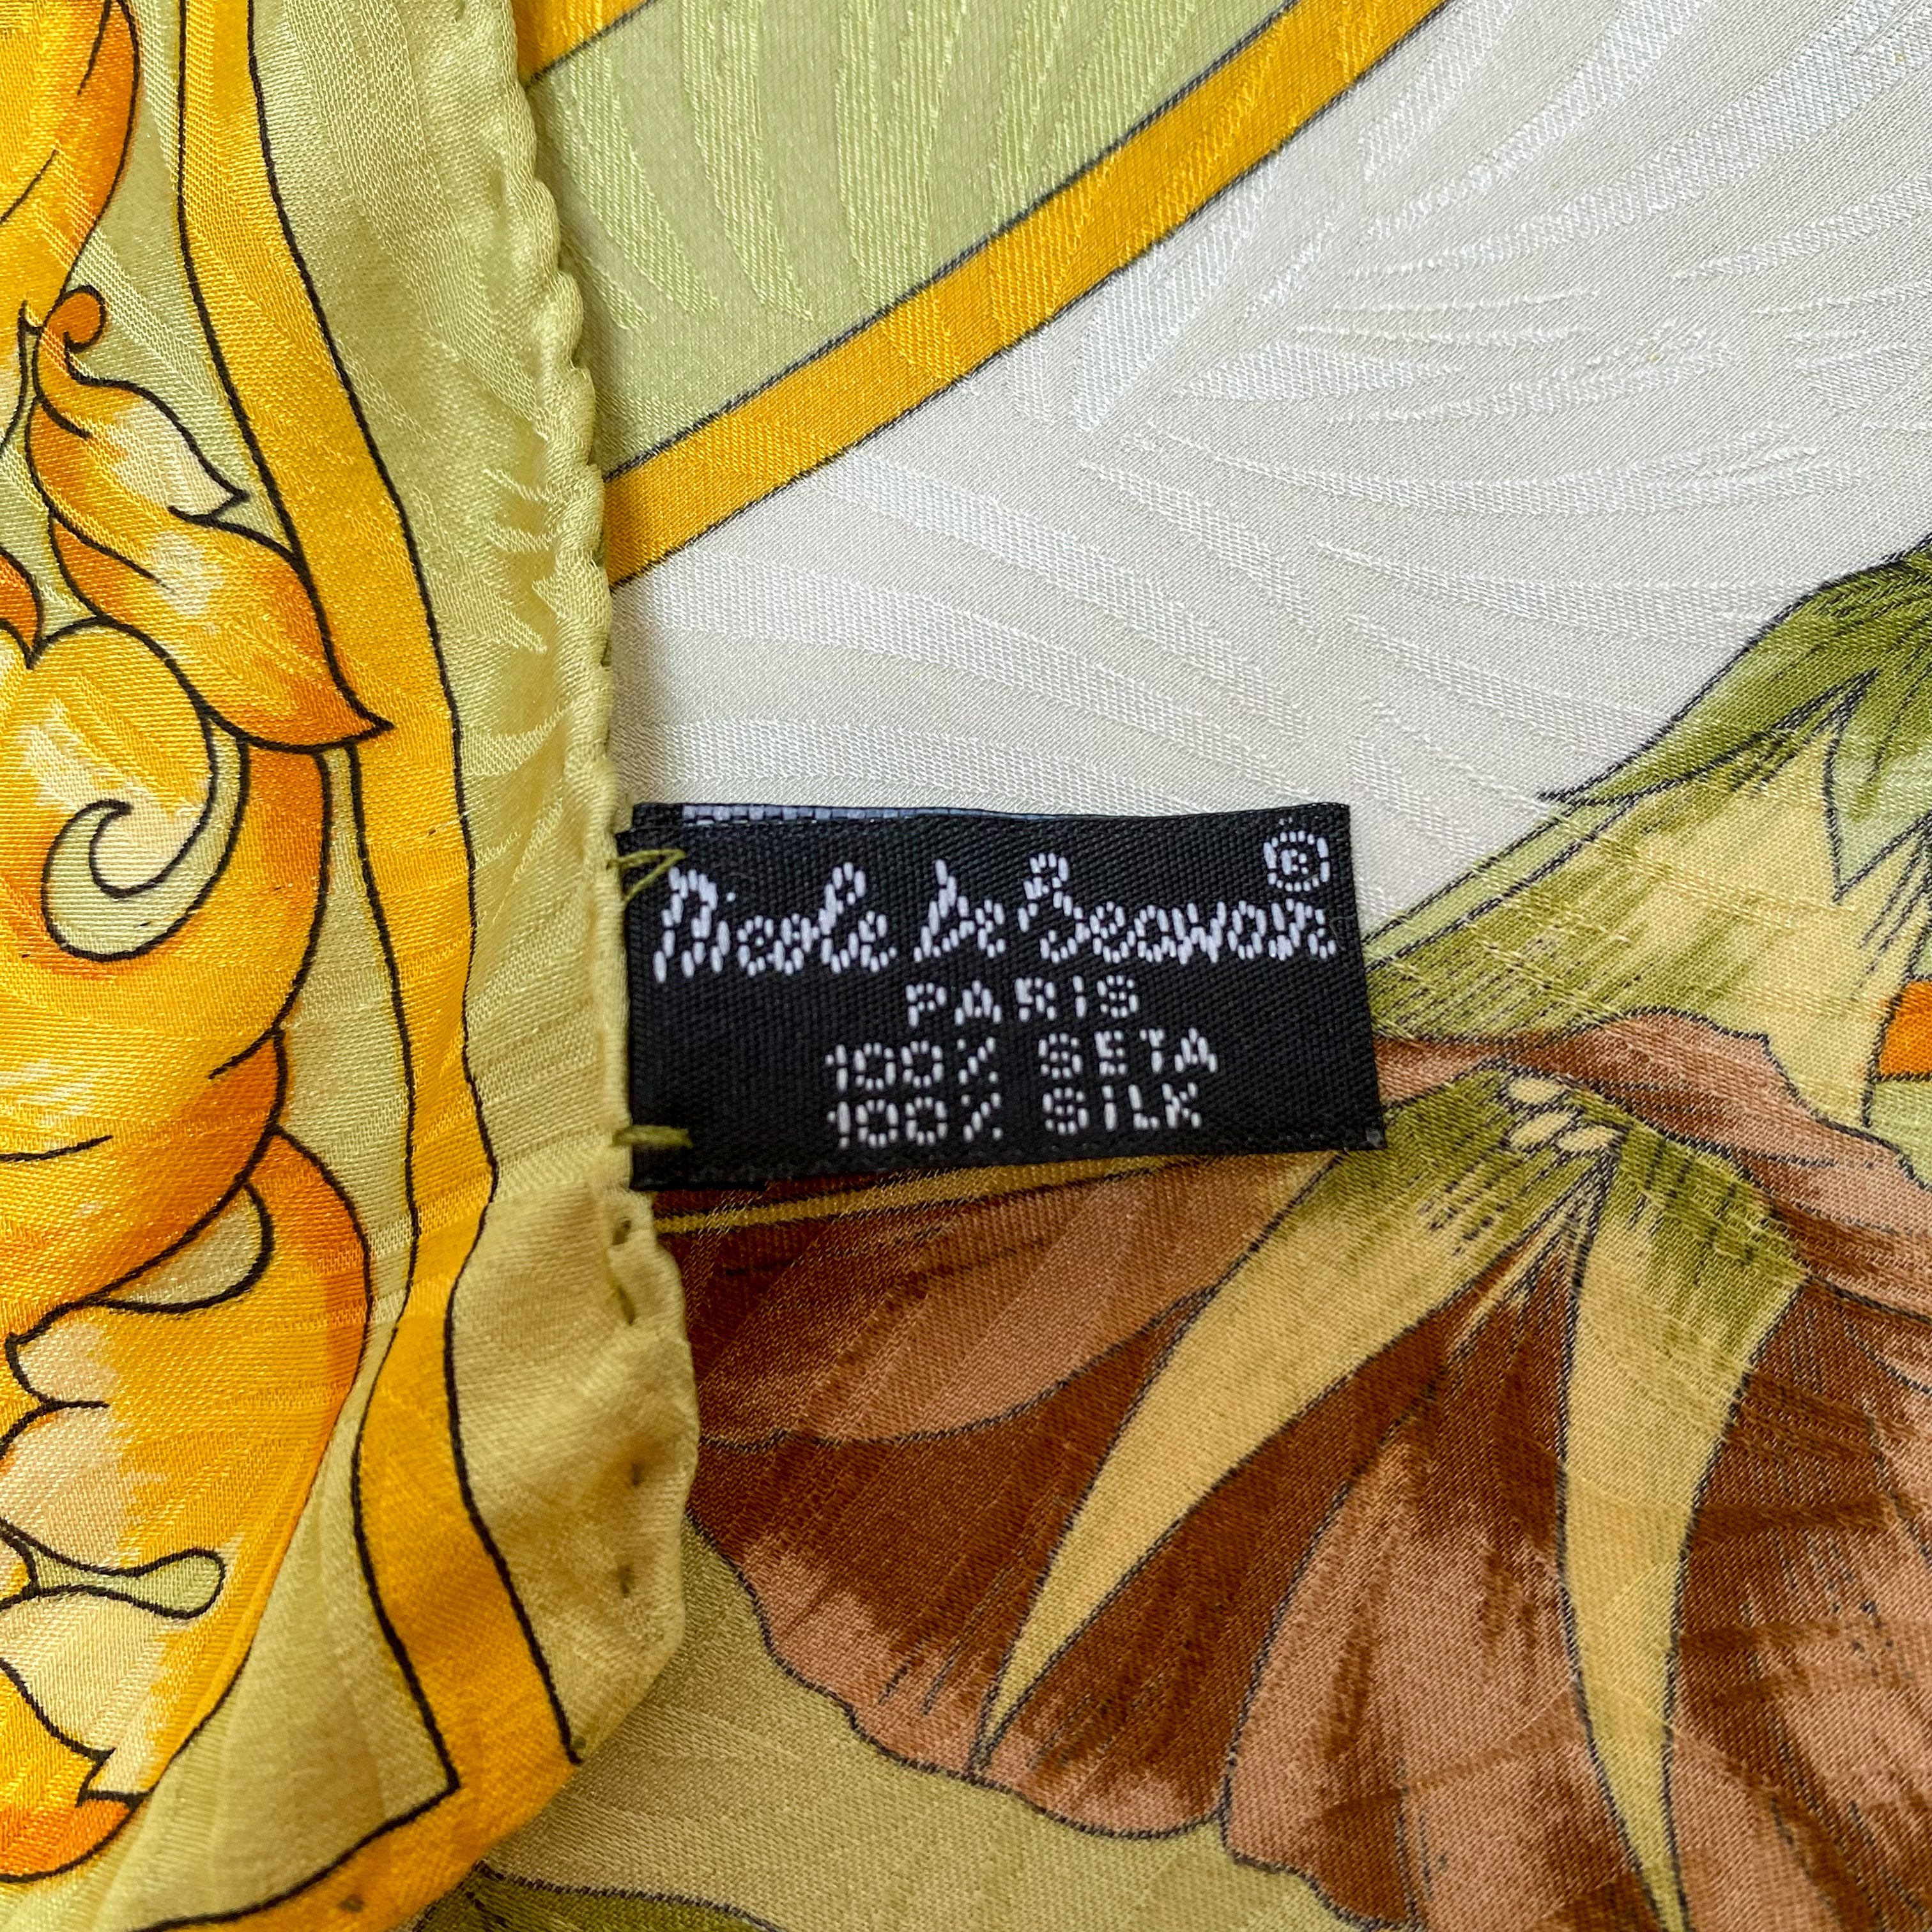 Nicole de Beauvoir ®
PARIS
100% SETA
100% SILK